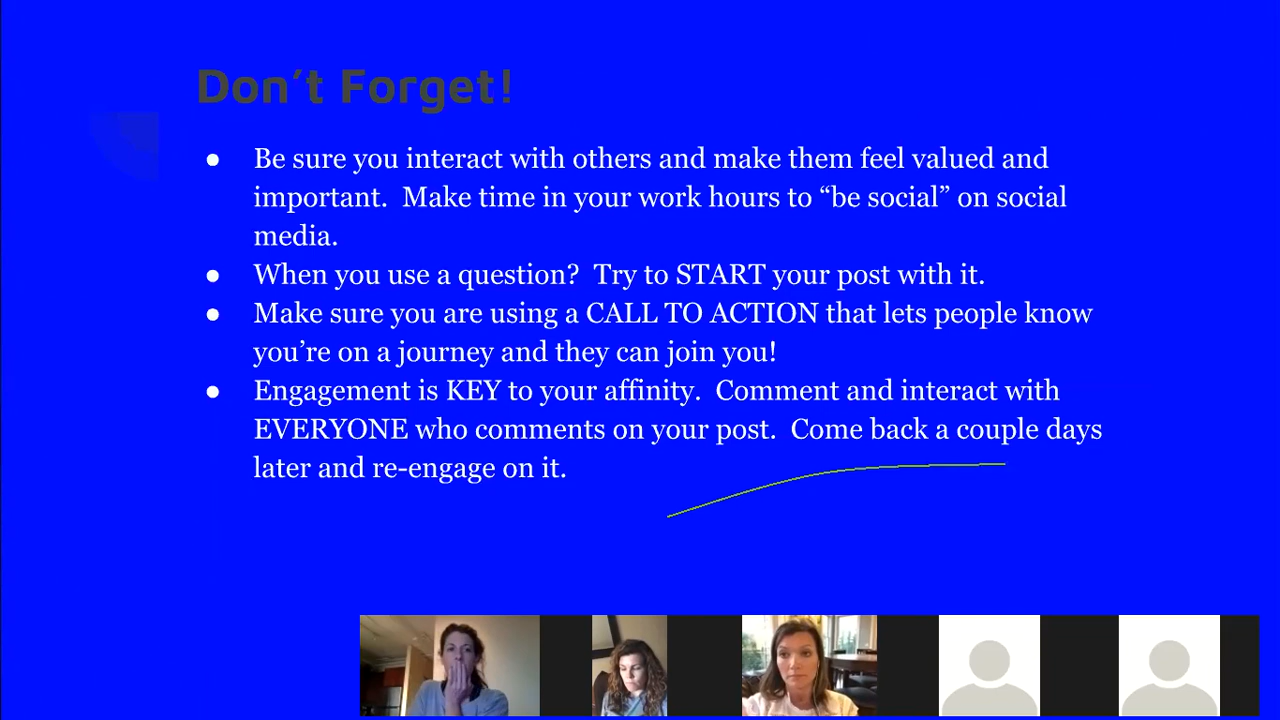 Don’t Forget!
● Be sure you interact with others and make them feel valued and
important.  Make time in your work hours to “be social” on social
media.
● When you use a question?  Try to START your post with it.
● Make sure you are using a CALL TO ACTION that lets people know
you’re on a journey and they can join you!
● Engagement is KEY to your affinity.  Comment and interact with
EVERYONE who comments on your post.  Come back a couple days
later and re-engage on it.